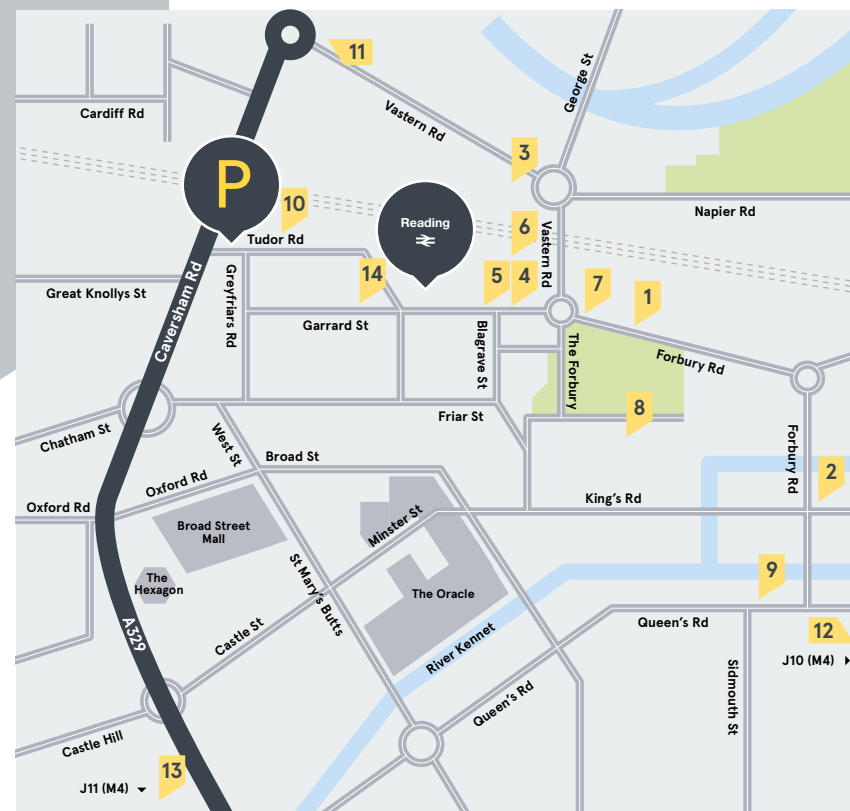 11
Vastern Rd
George St
Cardiff Rd
3
P
10
Reading
Napier Rd
Tudor Rd
6
Vastern Rd
14
5
4
7
1
Great Knollys St
Caversham Rd
Greyfriars Rd
Garrard St
Blagrave St
The Forbury
Forbury Rd
8
Friar St
Chatham St
West St
Broad St
Forbury Rd
2
Oxford Rd
Oxford Rd
King's Rd
Broad Street
Mall
Minster St
The
Hexagon
St Mary's Butts
The Oracle
9
A329
Castle St
River Kennet
Queen's Rd
12
J10 (M4)
Sidmouth St
Queen's Rd
Castle Hill
13
J11 (M4)